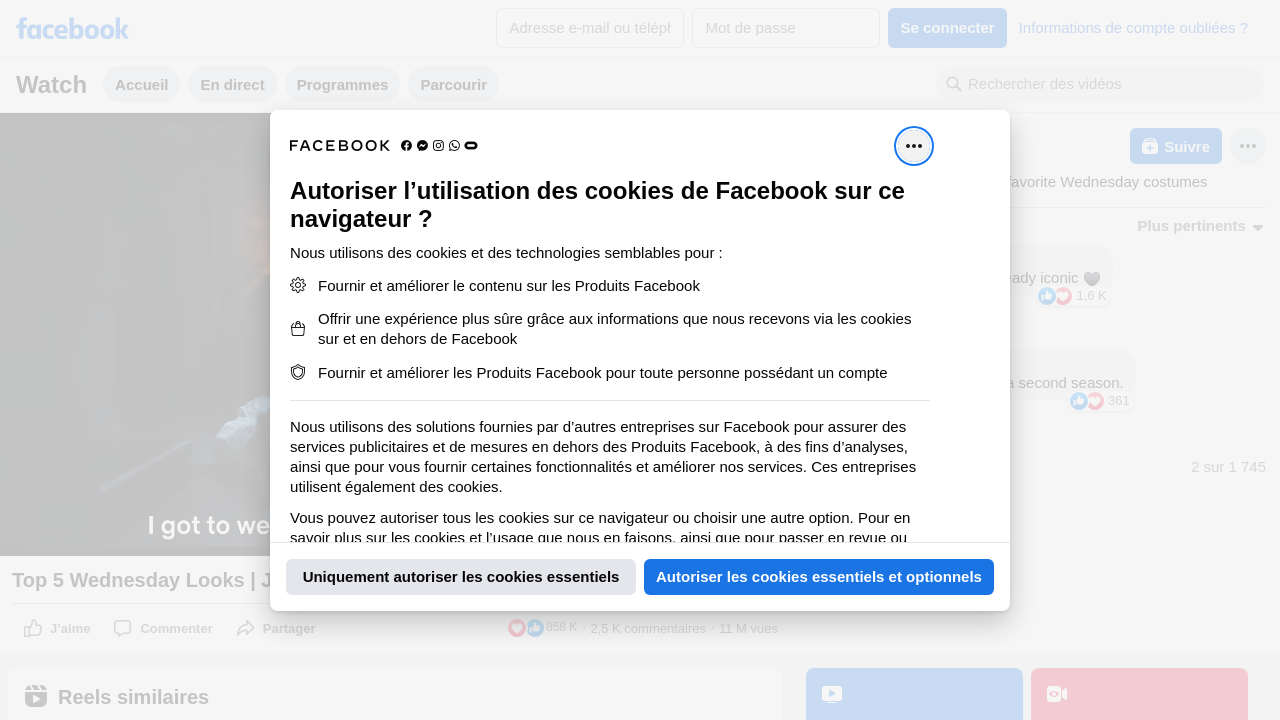 facebook
Adresse e-mail ou téléph
Mot de passe
Se connecter
Informations de compte oubliées ?
Watch
Accueil
En direct
Programmes
Parcourir
Rechercher des vidéos
Suivre
favorite Wednesday costumes
Plus pertinents
iconic
1,6 K
a second season.
361
2 sur 1 745
FACEBOOK
Autoriser l’utilisation des cookies de Facebook sur ce
navigateur ?
Nous utilisons des cookies et des technologies semblables pour :
Fournir et améliorer le contenu sur les Produits Facebook
Offrir une expérience plus sûre grâce aux informations que nous recevons via les cookies
sur et en dehors de Facebook
Fournir et améliorer les Produits Facebook pour toute personne possédant un compte
Nous utilisons des solutions fournies par d’autres entreprises sur Facebook pour assurer des
services publicitaires et de mesures en dehors des Produits Facebook, à des fins d’analyses,
ainsi que pour vous fournir certaines fonctionnalités et améliorer nos services. Ces entreprises
utilisent également des cookies.
Vous pouvez autoriser tous les cookies sur ce navigateur ou choisir une autre option. Pour en
savoir plus sur les cookies et l’usage que nous en faisons, ainsi que pour passer en revue ou
Uniquement autoriser les cookies essentiels
Autoriser les cookies essentiels et optionnels
I got to we
Top 5 Wednesday Looks | J
J’aime
Commenter
Partager
858 K · 2,5 K commentaires · 11 M vues
Reels similaires